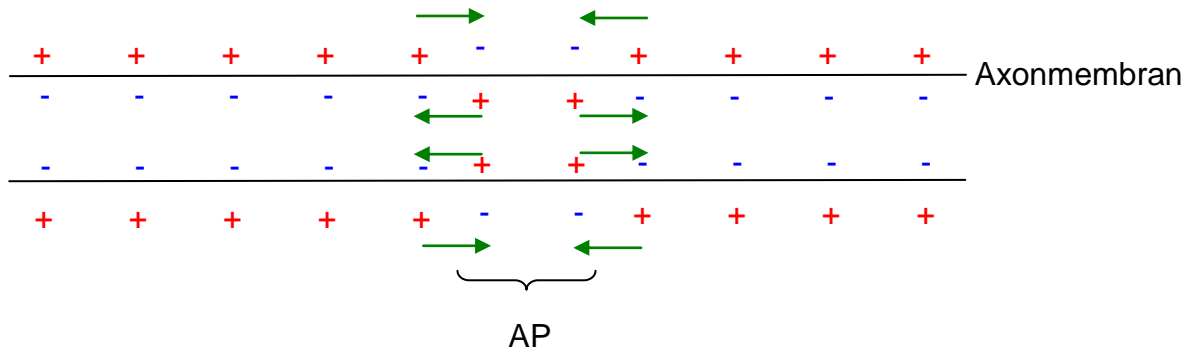 + + + + + - - + + + +
Axonmembran
- - - - - + + - - - -
- - - - - + + - - - -
+ + + + + - - + + + +
AP